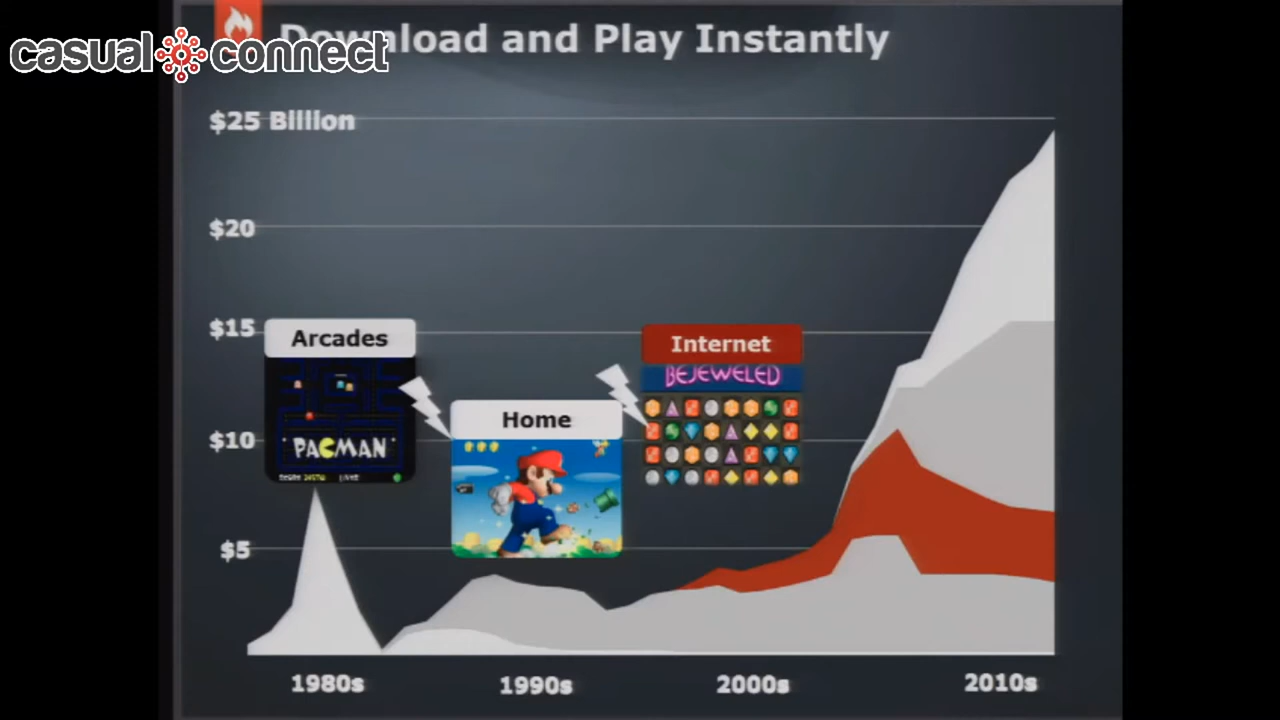 Download and Play Instantly
casual connect
$25 Billion
$20
$15
Arcades
Internet
BEJEWELED
Home
$10
PACMAN
$5
1980s 1990s 2000s 2010s